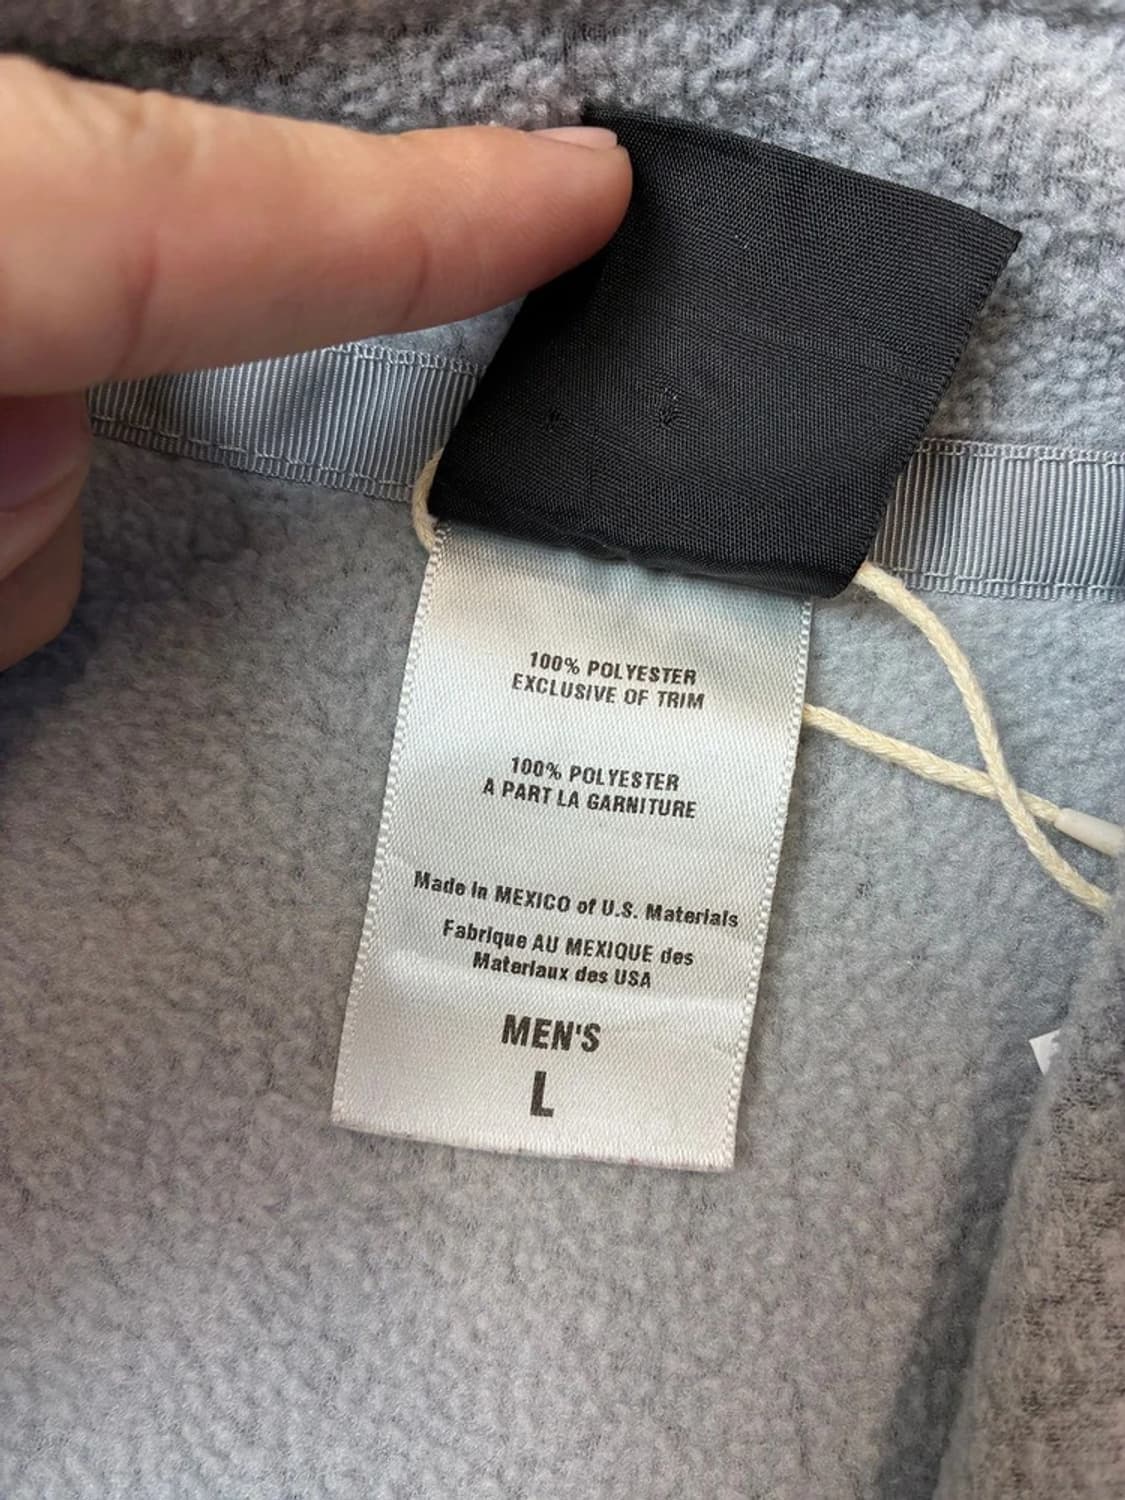 100% POLYESTER
EXCLUSIVE OF TRIM
100% POLYESTER
A PART LA GARNITURE
Made in MEXICO of U.S. Materials
Fabrique AU MEXIQUE des
Materiaux des USA
MEN'S
L